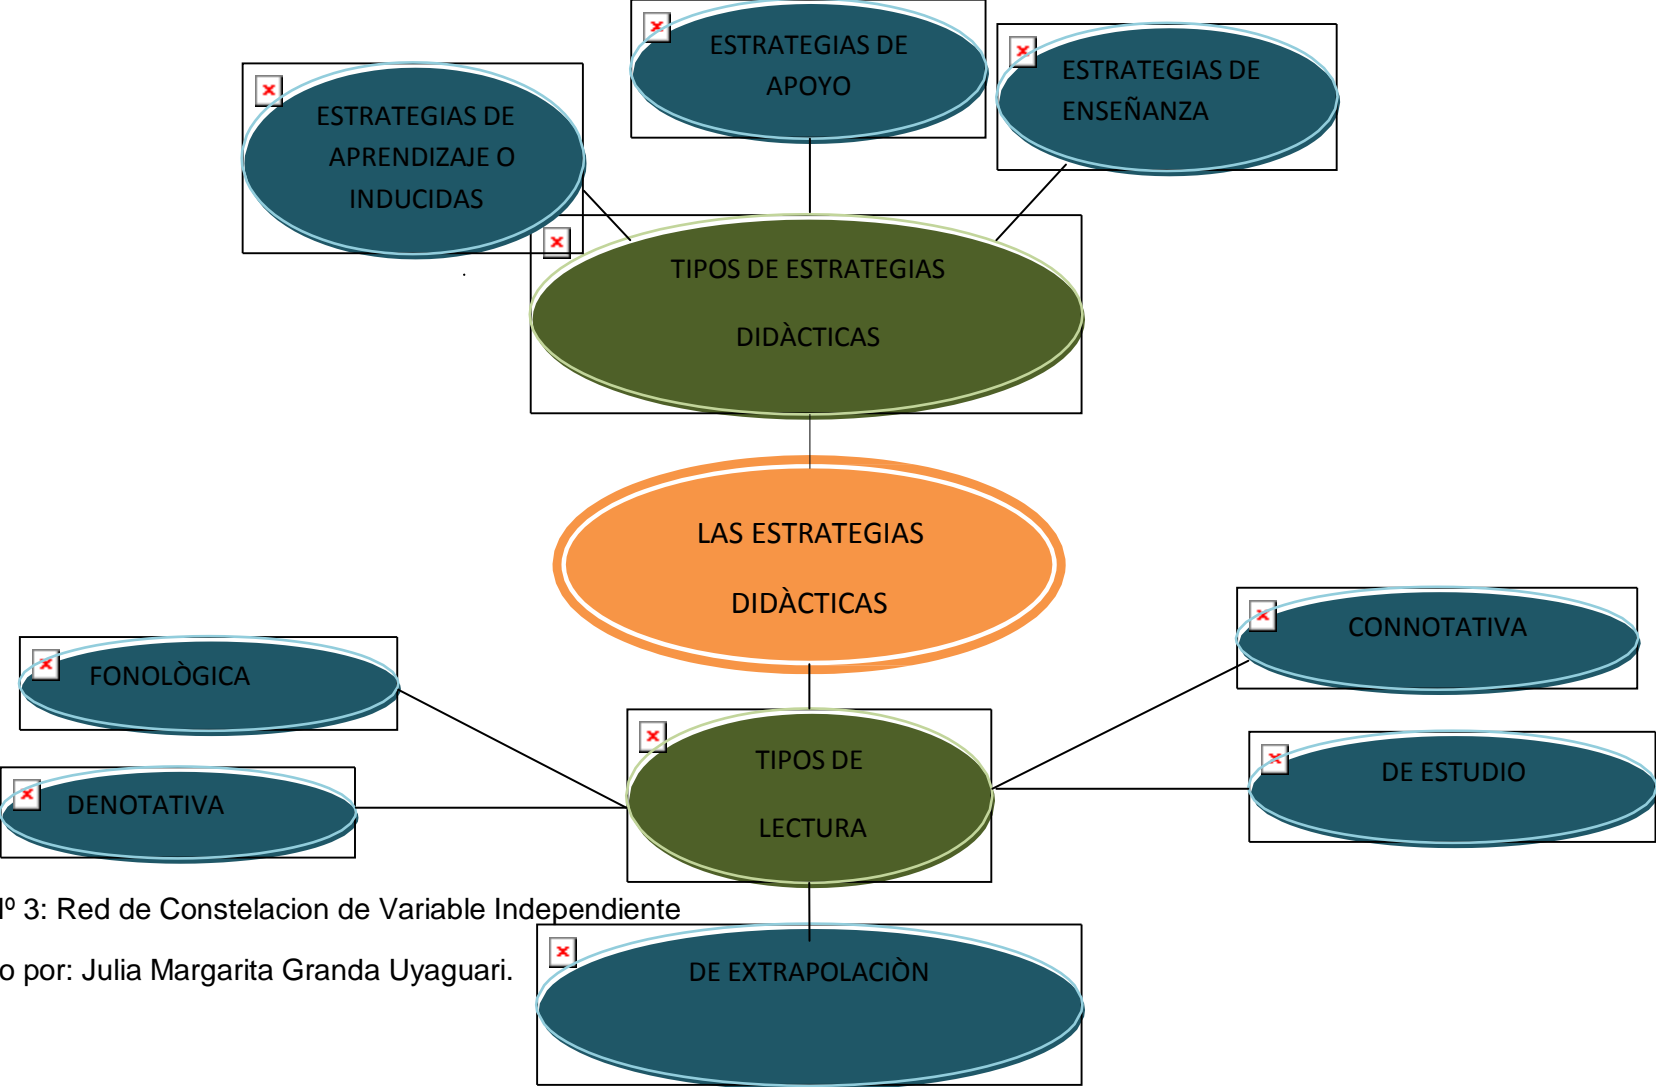 ESTRATEGIAS DE
APOYO
ESTRATEGIAS DE
ENSEÑANZA
ESTRATEGIAS DE
APRENDIZAJE O
INDUCIDAS
TIPOS DE ESTRATEGIAS
DIDÀCTICAS
LAS ESTRATEGIAS
DIDÀCTICAS
CONNOTATIVA
FONOLÒGICA
TIPOS DE
LECTURA
DE ESTUDIO
DENOTATIVA
º 3: Red de Constelacion de Variable Independiente
o por: Julia Margarita Granda Uyaguari.
DE EXTRAPOLACIÒN